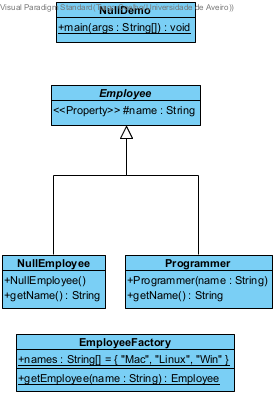 Visual Paradigm Standard( Universidade de Aveiro))
NullDemo
+main(args : String[]) : void
Employee
<<Property>> #name : String
NullEmployee
+NullEmployee()
+getName() : String
Programmer
+Programmer(name : String)
+getName() : String
EmployeeFactory
+names : String[] = { "Mac", "Linux", "Win" }
+getEmployee(name : String) : Employee